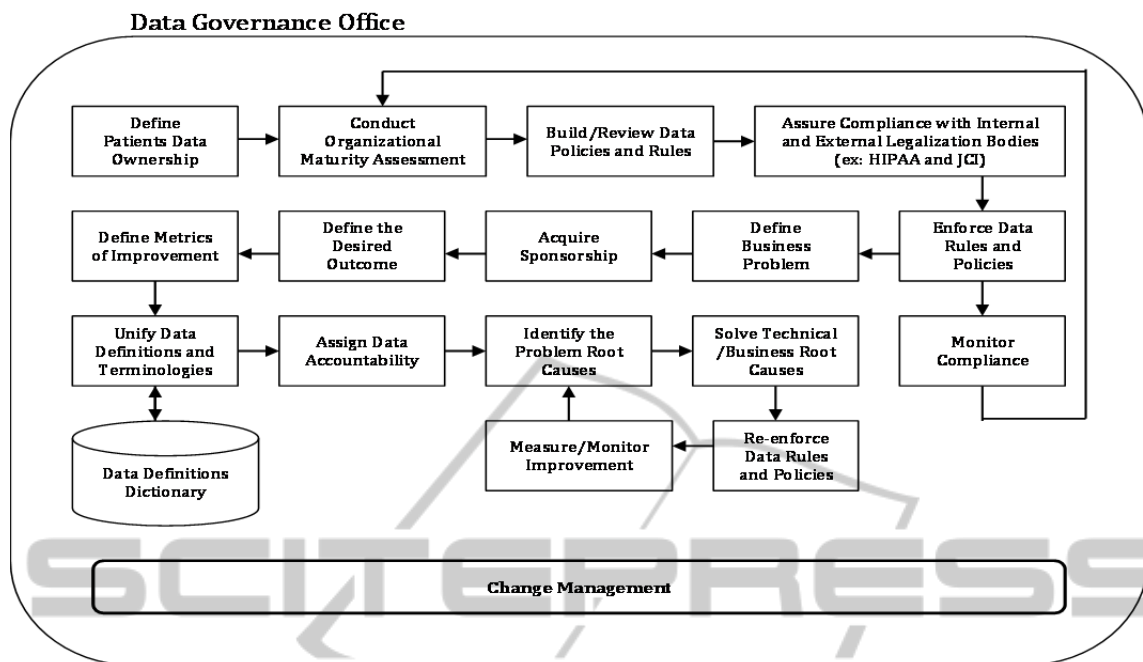 Data Governance Office
Define
Patients Data
Ownership
Conduct
Organizational
Maturity Assessment
Build/Review Data
Policies and Rules
Assure Compliance with Internal
and External Legalization Bodies
(ex: HIPAA and JCI)
Define Metrics
of Improvement
Define the
Desired
Outcome
Acquire
Sponsorship
Define
Business
Problem
Enforce Data
Rules and
Policies
Unify Data
Definitions and
Terminologies
Assign Data
Accountability
Identify the
Problem Root
Causes
Solve Technical
/Business Root
Causes
Monitor
Compliance
Data Definitions
Dictionary
Measure/Monitor
Improvement
Re-enforce
Data Rules
and Policies
SCITEPRESS
Change Management